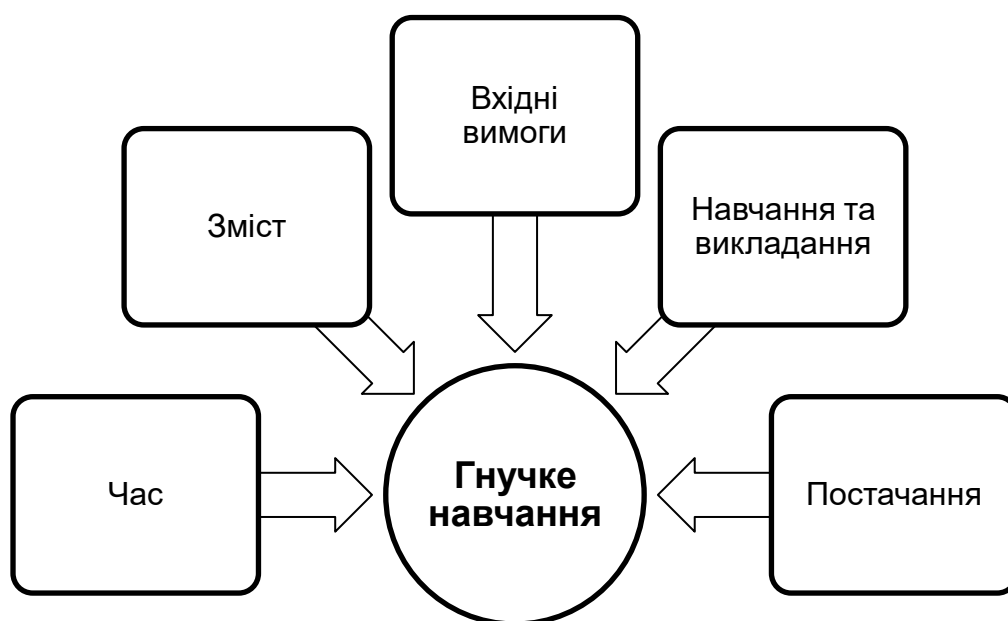 Вхідні
вимоги
Зміст
Навчання та
викладання
Час
Гнучке
навчання
Постачання